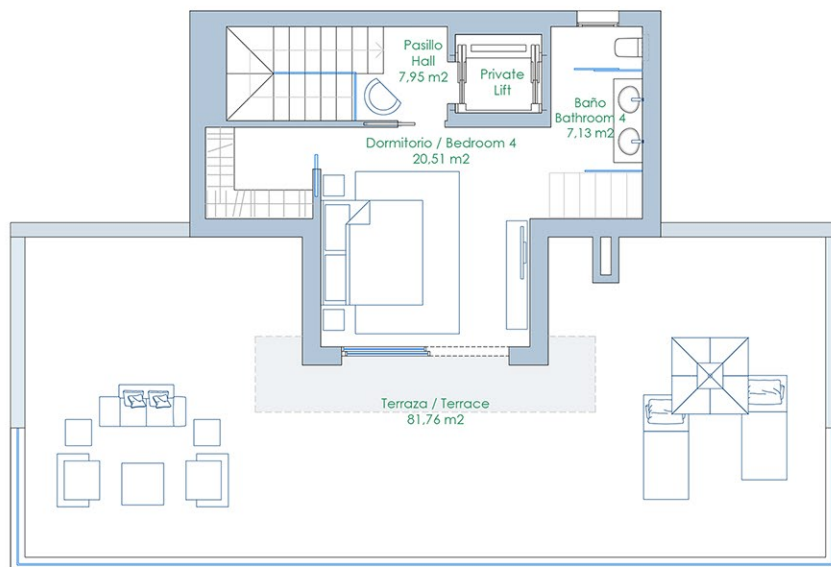 Pasillo
Hall
7,95 m2
Private
Lift
Baño
Bathroom 4
7,13 m2
Dormitorio / Bedroom 4
20,51 m2
Terraza / Terrace
81,76 m2